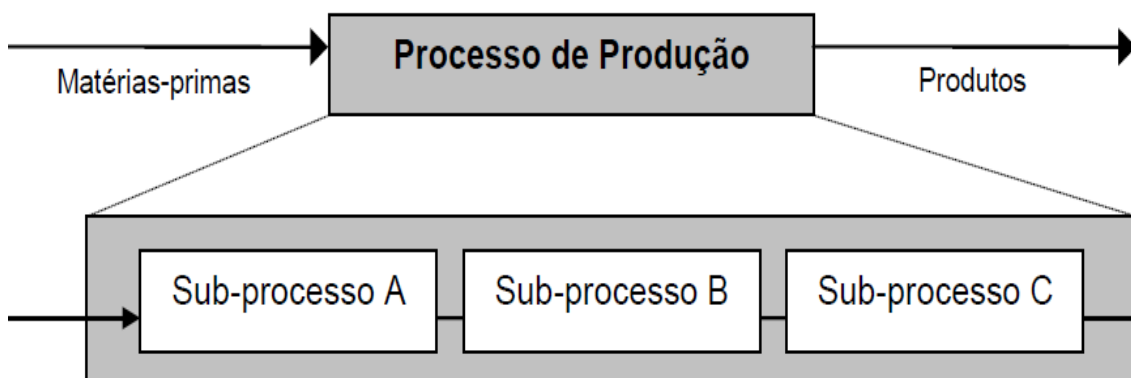 Processo de Produção
Matérias-primas
Produtos
Sub-processo A
Sub-processo B
Sub-processo C